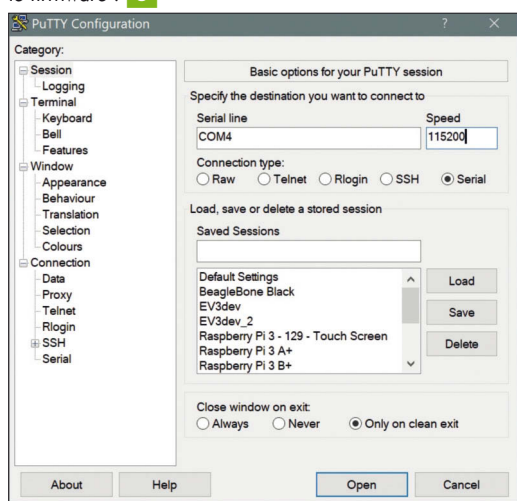 PuTTY Configuration ? ×
Category:
Session
Logging
Terminal
Keyboard
Bell
Features
Window
Appearance
Behaviour
Translation
Selection
Colours
Connection
Data
Proxy
Telnet
Rlogin
SSH
Serial
Basic options for your PuTTY session
Specify the destination you want to connect to
Serial line Speed
COM4 115200
Connection type:
Raw Telnet Rlogin SSH Serial
Load, save or delete a stored session
Saved Sessions
Default Settings
BeagleBone Black
EV3dev
EV3dev_2
Raspberry Pi 3 - 129 - Touch Screen
Raspberry Pi 3 A+
Raspberry Pi 3 B+
Load
Save
Delete
Close window on exit:
Always Never Only on clean exit
About Help Open Cancel